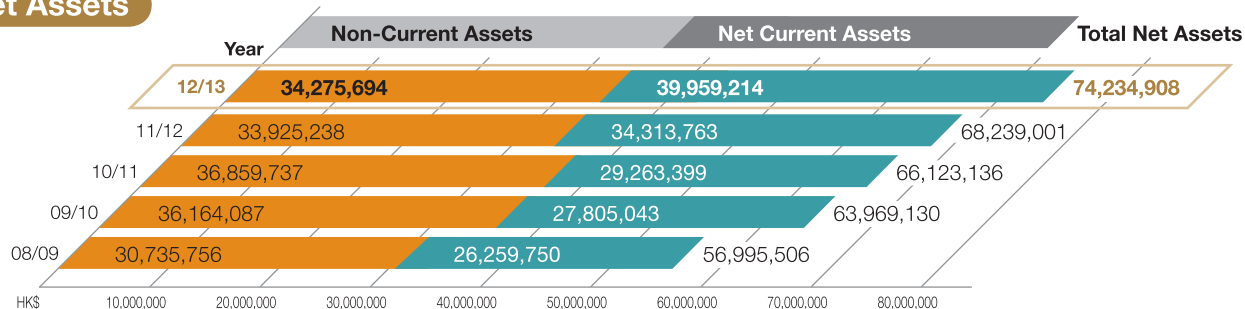 et Assets
Year Non-Current Assets Net Current Assets Total Net Assets
12/13 34,275,694 39,959,214 74,234,908
11/12 33,925,238 34,313,763 68,239,001
10/11 36,859,737 29,263,399 66,123,136
09/10 36,164,087 27,805,043 63,969,130
08/09 30,735,756 26,259,750 56,995,506
HK$ 10,000,000 20,000,000 30,000,000 40,000,000 50,000,000 60,000,000 70,000,000 80,000,000